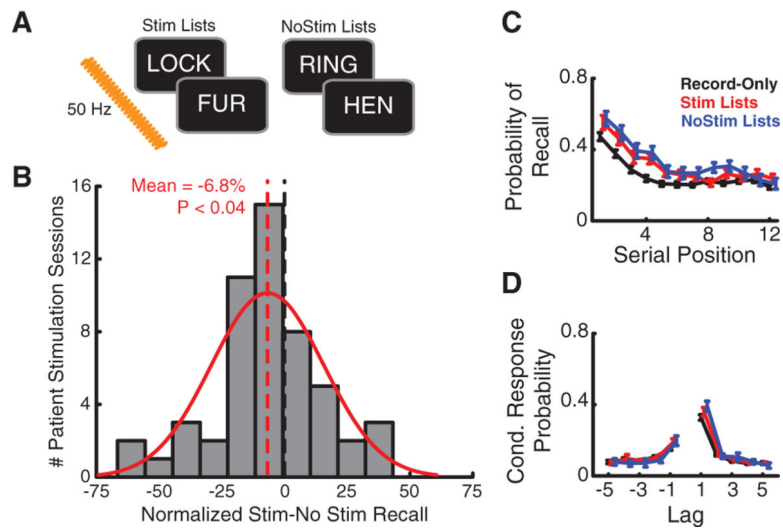 A
Stim Lists
NoStim Lists
LOCK
FUR
RING
HEN
50 Hz
B
Mean = -6.8%
P < 0.04
# Patient Stimulation Sessions
16
12
8
4
0
-75
-50
-25
0
25
50
75
Normalized Stim-No Stim Recall
C
Probability of
Recall
0.8
0.4
0
Record-Only
Stim Lists
NoStim Lists
4
8
12
Serial Position
D
Cond. Response
Probability
0.8
0.4
0
-5
-3
-1
1
3
5
Lag